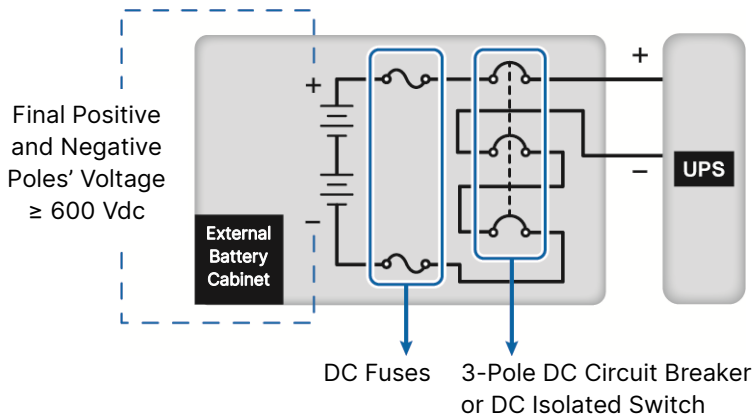 Final Positive
and Negative
Poles' Voltage
≥ 600 Vdc
+
−
External
Battery
Cabinet
+
−
UPS
DC Fuses
3-Pole DC Circuit Breaker
or DC Isolated Switch